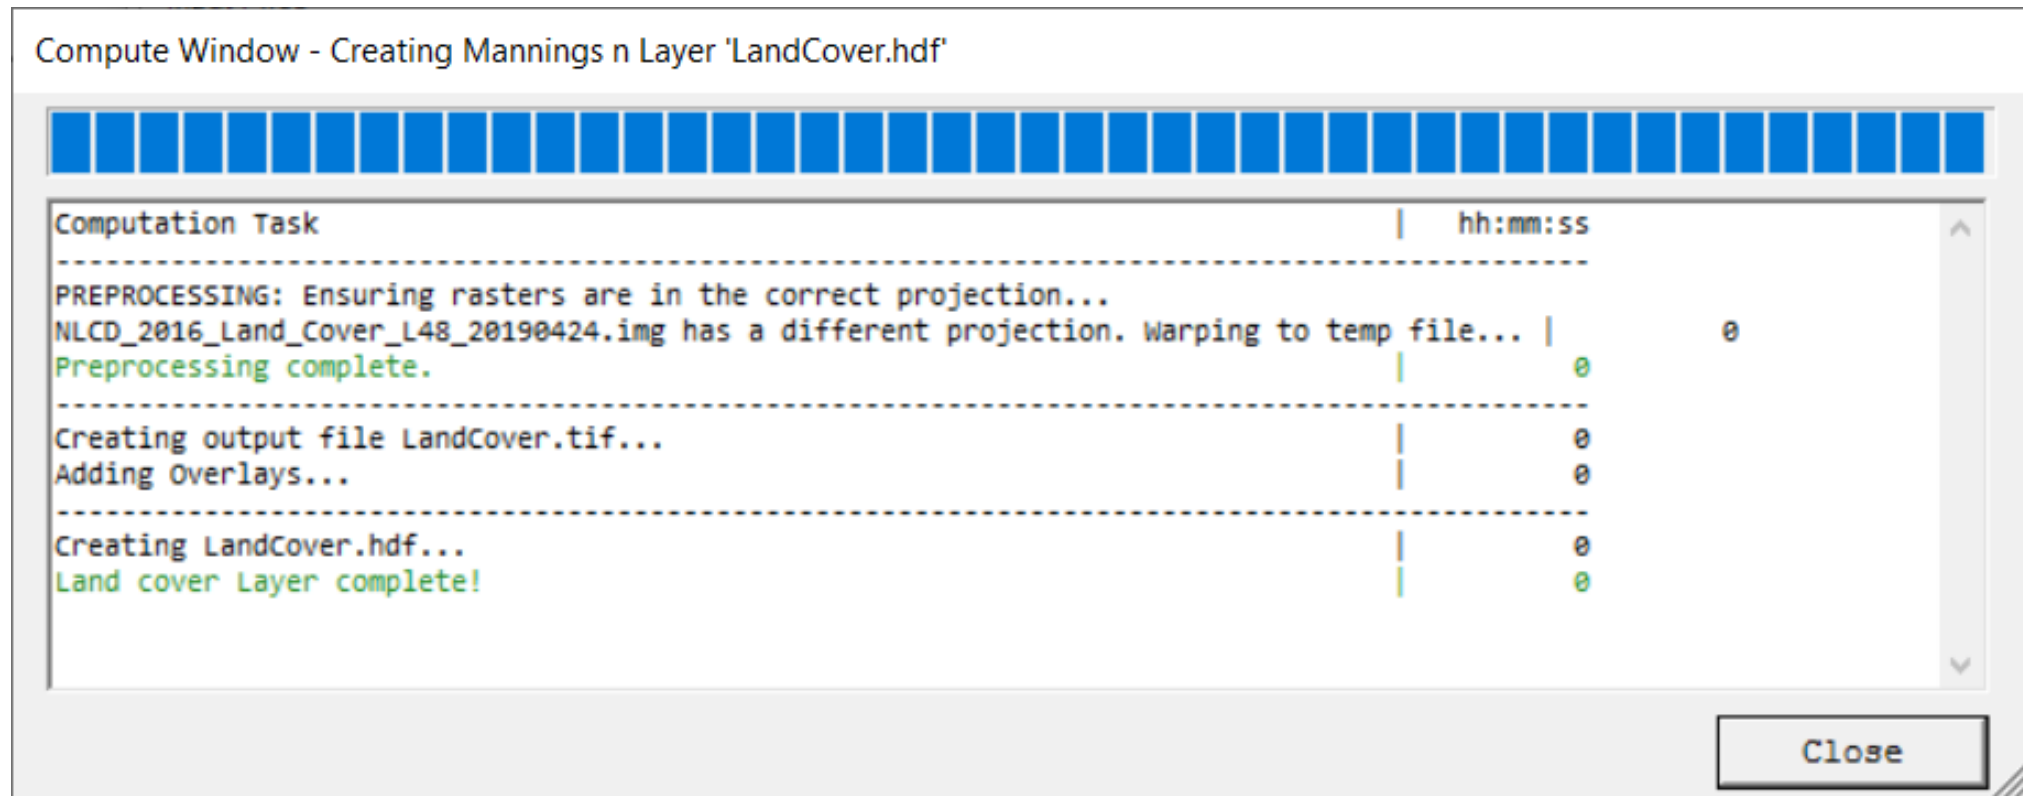 Compute Window - Creating Mannings n Layer 'LandCover.hdf'
Computation Task | hh:mm:ss
--------------------------------------------------------------------------------------------
PREPROCESSING: Ensuring rasters are in the correct projection...
NLCD_2016_Land_Cover_L48_20190424.img has a different projection. Warping to temp file... | 0
Preprocessing complete. | 0
--------------------------------------------------------------------------------------------
Creating output file LandCover.tif... | 0
Adding Overlays... | 0
--------------------------------------------------------------------------------------------
Creating LandCover.hdf... | 0
Land cover Layer complete! | 0
Close